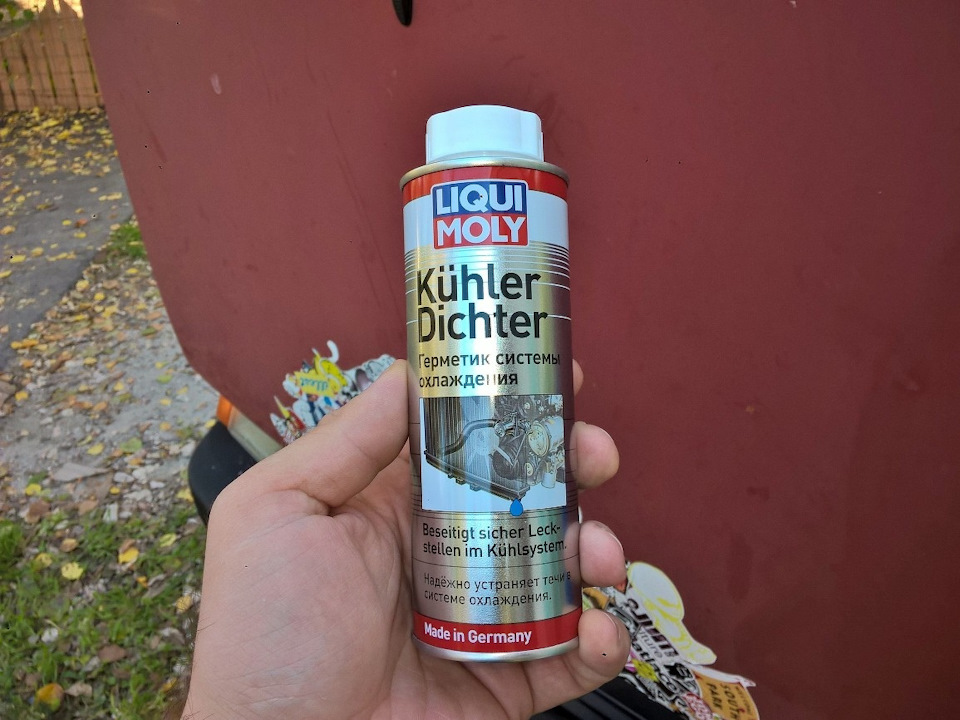 LIQUI
MOLY
Kühler
Dichter
Герметик системы
охлаждения
Beseitigt sicher Leck-
stellen im Kühlsystem.
Надёжно устраняет течи в
системе охлаждения.
Made in Germany